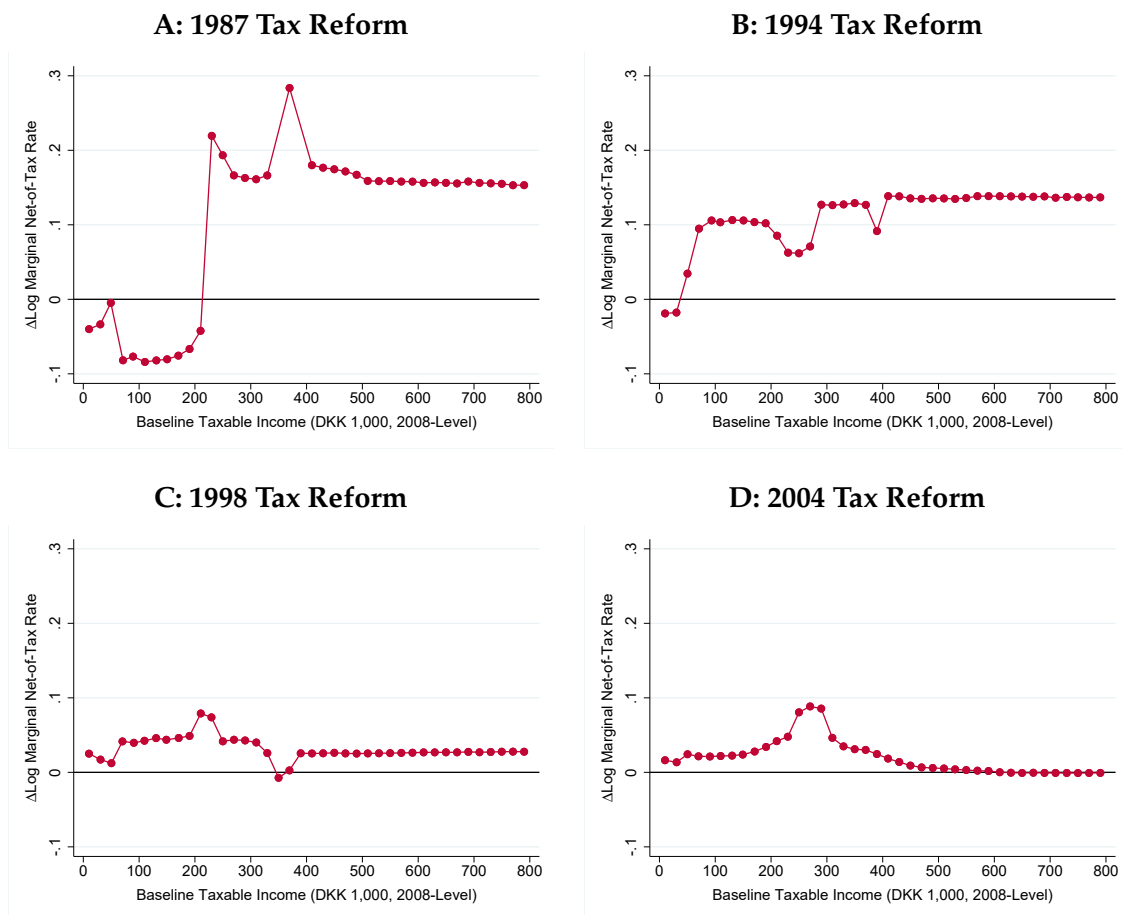 A: 1987 Tax Reform
ΔLog Marginal Net-of-Tax Rate
.3
.2
.1
0
-.1
0 100 200 300 400 500 600 700 800
Baseline Taxable Income (DKK 1,000, 2008-Level)
B: 1994 Tax Reform
ΔLog Marginal Net-of-Tax Rate
.3
.2
.1
0
-.1
0 100 200 300 400 500 600 700 800
Baseline Taxable Income (DKK 1,000, 2008-Level)
C: 1998 Tax Reform
ΔLog Marginal Net-of-Tax Rate
.3
.2
.1
0
-.1
0 100 200 300 400 500 600 700 800
Baseline Taxable Income (DKK 1,000, 2008-Level)
D: 2004 Tax Reform
ΔLog Marginal Net-of-Tax Rate
.3
.2
.1
0
-.1
0 100 200 300 400 500 600 700 800
Baseline Taxable Income (DKK 1,000, 2008-Level)